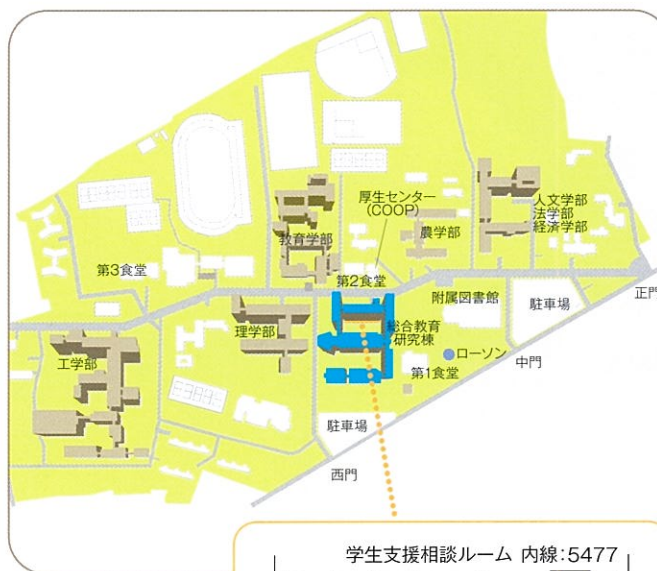 厚生センター
(COOP)
人文学部
法学部
経済学部
農学部
教育学部
第3食堂
第2食堂
附属図書館
駐車場
正門
理学部
総合教育
研究棟
ローソン
中門
工学部
第1食堂
駐車場
西門
学生支援相談ルーム 内線:5477